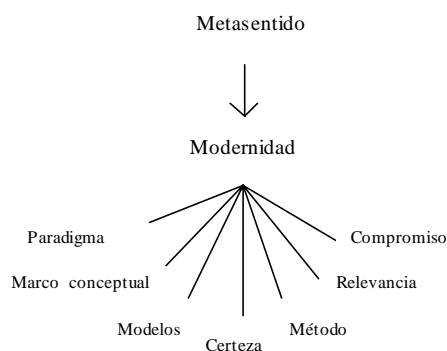 Metasentido
Modernidad
Paradigma
Compromiso
Marco conceptual
Relevancia
Modelos
Método
Certeza